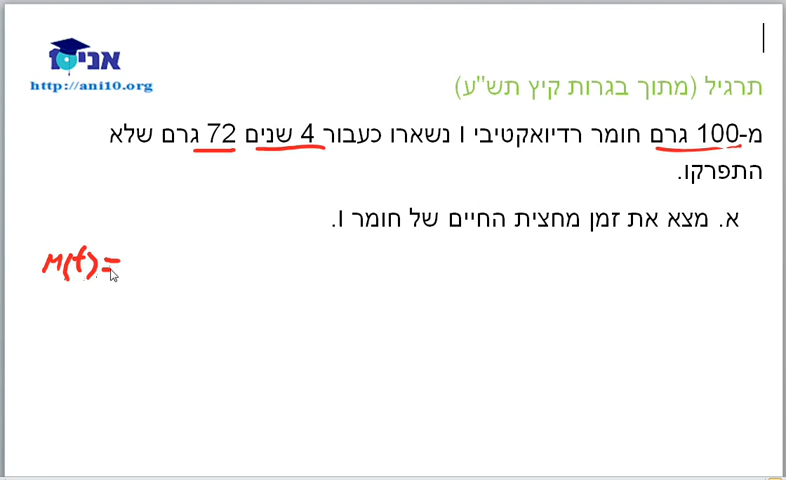 אני10
http://ani10.org
תרגיל (מתוך בגרות קיץ תש"ע)
מ-100 גרם חומר רדיואקטיבי I נשארו כעבור 4 שנים 72 גרם שלא
התפרקו.
א. מצא את זמן מחצית החיים של חומר I.
M(t)=